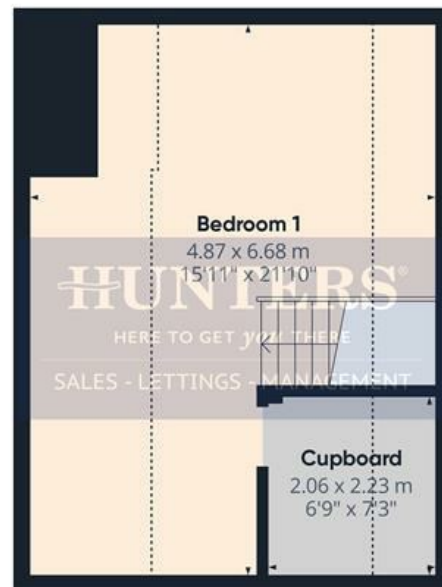 Bedroom 1
4.87 x 6.68 m
15'11" x 21'10"
HUNTERS®
HERE TO GET you THERE
SALES - LETTINGS - MANAGEMENT
Cupboard
2.06 x 2.23 m
6'9" x 7'3"